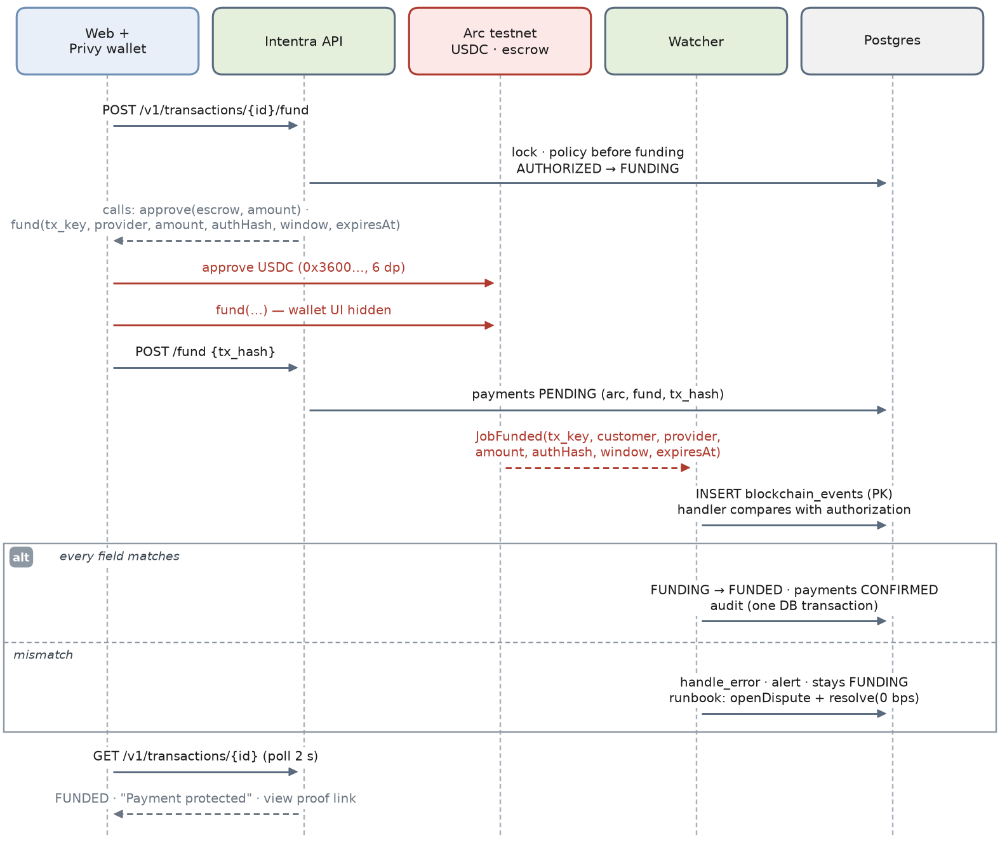 Web +
Privy wallet
Intentra API
Arc testnet
USDC · escrow
Watcher
Postgres
POST /v1/transactions/{id}/fund
lock · policy before funding
AUTHORIZED → FUNDING
calls: approve(escrow, amount) ·
fund(tx_key, provider, amount, authHash, window, expiresAt)
approve USDC (0x3600…, 6 dp)
fund(…) — wallet UI hidden
POST /fund {tx_hash}
payments PENDING (arc, fund, tx_hash)
JobFunded(tx_key, customer, provider,
amount, authHash, window, expiresAt)
INSERT blockchain_events (PK)
handler compares with authorization
alt
every field matches
FUNDING → FUNDED · payments CONFIRMED
audit (one DB transaction)
mismatch
handle_error · alert · stays FUNDING
runbook: openDispute + resolve(0 bps)
GET /v1/transactions/{id} (poll 2 s)
FUNDED · "Payment protected" · view proof link